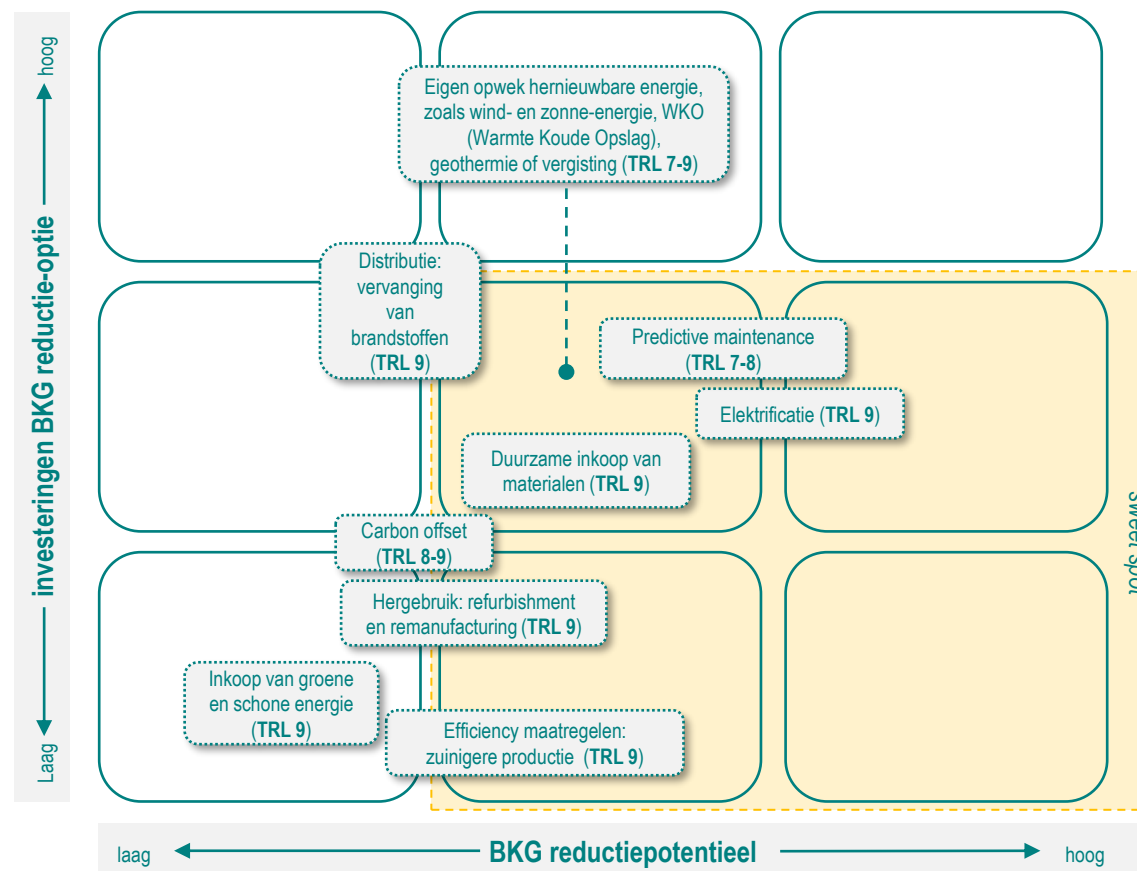 hoog
investeringen BKG reductie-optie
Laag
Eigen opwek hernieuwbare energie,
zoals wind- en zonne-energie, WKO
(Warmte Koude Opslag),
geothermie of vergisting (TRL 7-9)
Distributie:
vervanging
van
brandstoffen
(TRL 9)
Predictive maintenance
(TRL 7-8)
Elektrificatie (TRL 9)
Duurzame inkoop van
materialen (TRL 9)
sweet spot
Carbon offset
(TRL 8-9)
Hergebruik: refurbishment
en remanufacturing (TRL 9)
Inkoop van groene
en schone energie
(TRL 9)
Efficiency maatregelen:
zuinigere productie (TRL 9)
laag
BKG reductiepotentieel
hoog